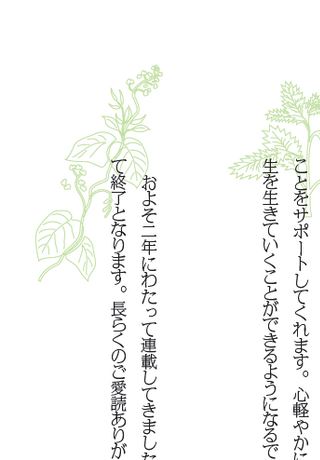 ことをサポートしてくれます。心軽やかに
生を生きていくことができるようになるで
およそ二年にわたって連載してきました
て終了となります。長らくのご愛読ありが